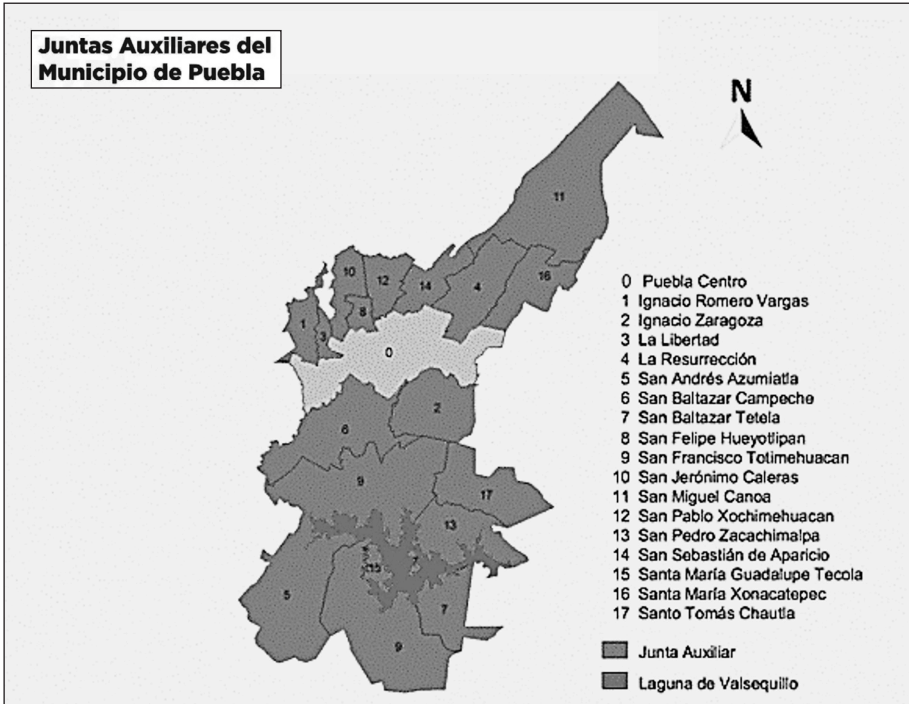 Juntas Auxiliares del
Municipio de Puebla
N
11
10
12
14
4
16
8
1
3
0
2
6
9
17
13
15
7
5
7
9
0 Puebla Centro
1 Ignacio Romero Vargas
2 Ignacio Zaragoza
3 La Libertad
4 La Resurrección
5 San Andrés Azumiatla
6 San Baltazar Campeche
7 San Baltazar Tetela
8 San Felipe Hueyotlipan
9 San Francisco Totimehuacan
10 San Jerónimo Caleras
11 San Miguel Canoa
12 San Pablo Xochimehuacan
13 San Pedro Zacachimalpa
14 San Sebastián de Aparicio
15 Santa María Guadalupe Tecola
16 Santa María Xonacatepec
17 Santo Tomás Chautla
Junta Auxiliar
Laguna de Valsequillo